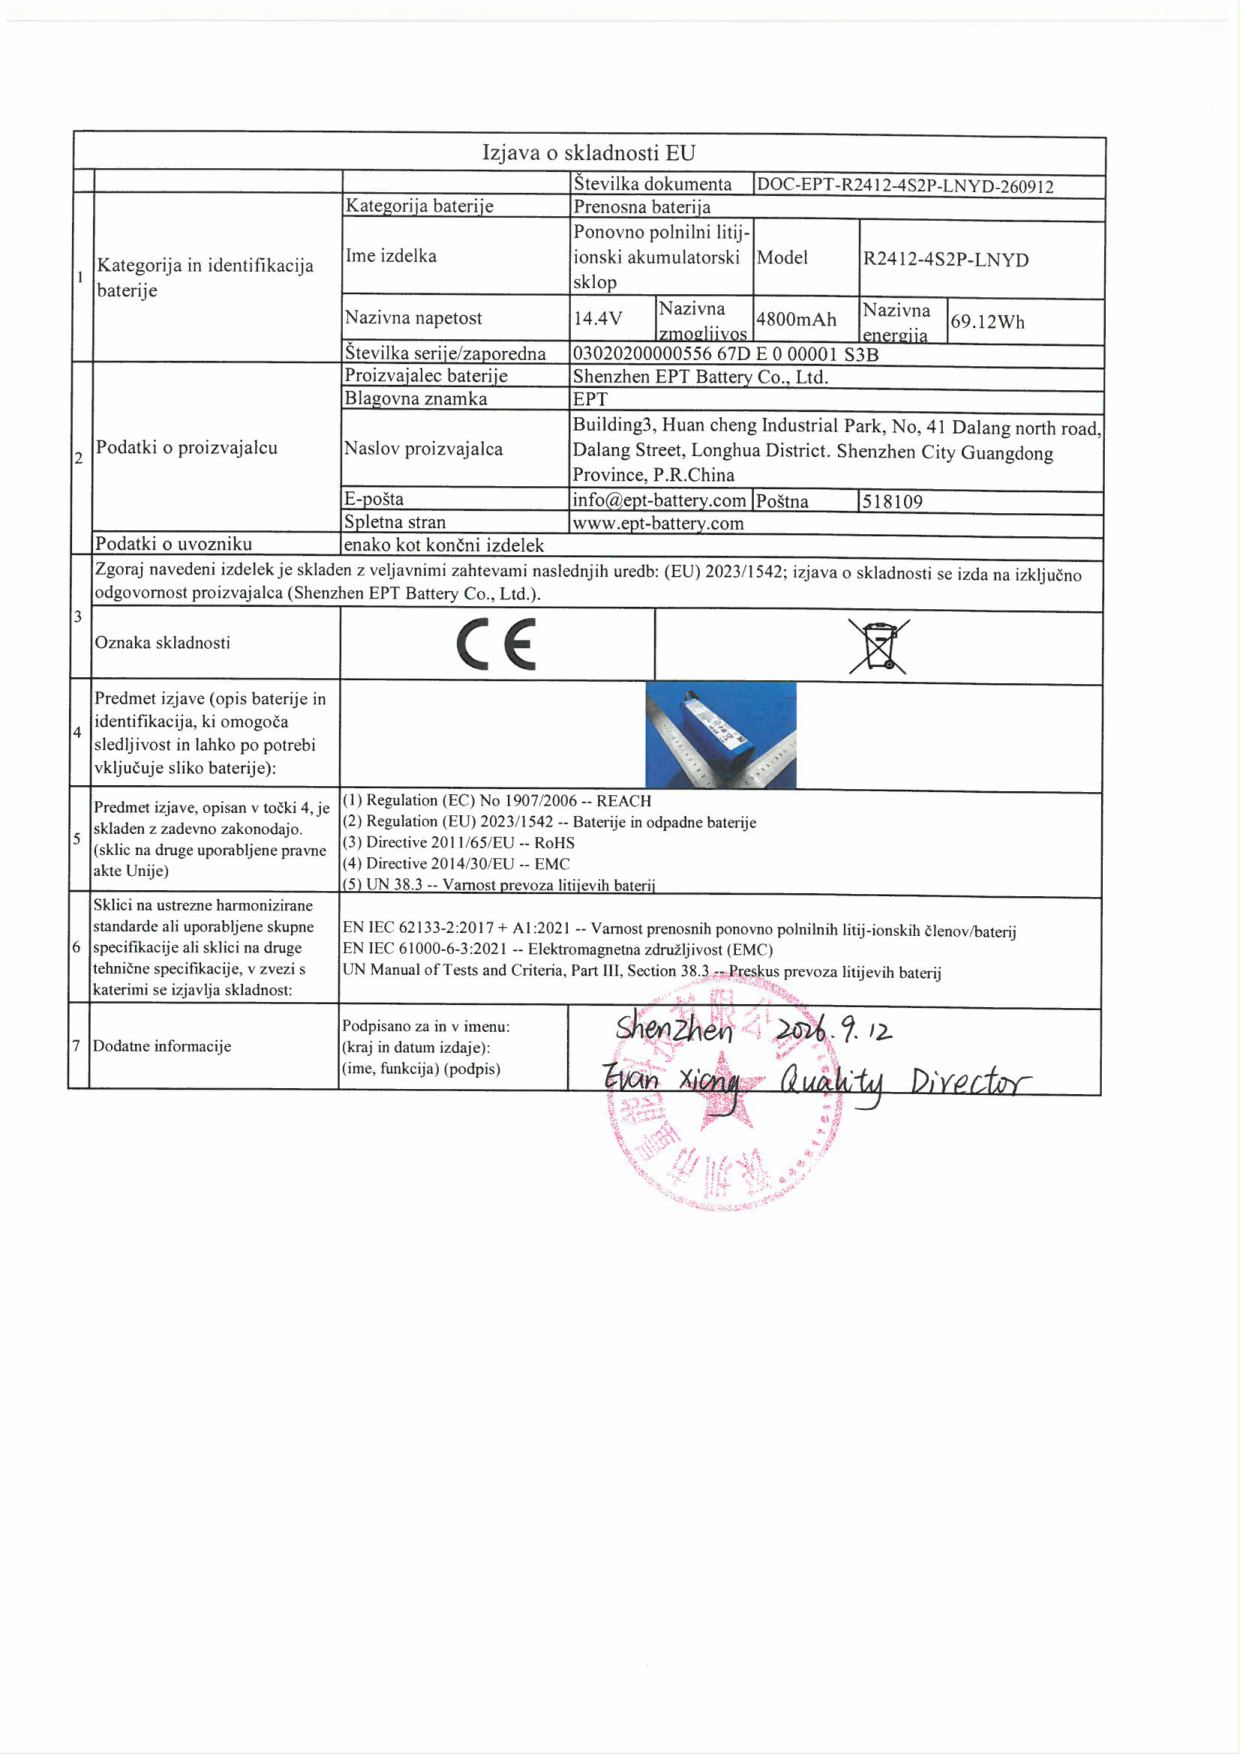 Izjava o skladnosti EU
Številka dokumenta DOC-EPT-R2412-4S2P-LNYD-260912
1 Kategorija in identifikacija
baterije
Kategorija baterije Prenosna baterija
Ime izdelka
Ponovno polnilni litij-
ionski akumulatorski
sklop
Model R2412-4S2P-LNYD
Nazivna napetost 14.4V
Nazivna
zmogljivos
4800mAh
Nazivna
energija
69.12Wh
Številka serije/zaporedna 03020200000556 67D E 0 00001 S3B
2 Podatki o proizvajalcu
Proizvajalec baterije Shenzhen EPT Battery Co., Ltd.
Blagovna znamka EPT
Naslov proizvajalca
Building3, Huan cheng Industrial Park, No, 41 Dalang north road,
Dalang Street, Longhua District. Shenzhen City Guangdong
Province, P.R.China
E-pošta info@ept-battery.com Poštna 518109
Spletna stran www.ept-battery.com
Podatki o uvozniku enako kot končni izdelek
3
Zgoraj navedeni izdelek je skladen z veljavnimi zahtevami naslednjih uredb: (EU) 2023/1542; izjava o skladnosti se izda na izključno
odgovornost proizvajalca (Shenzhen EPT Battery Co., Ltd.).
Oznaka skladnosti CE
4
Predmet izjave (opis baterije in
identifikacija, ki omogoča
sledljivost in lahko po potrebi
vključuje sliko baterije):
5
Predmet izjave, opisan v točki 4, je
skladen z zadevno zakonodajo.
(sklic na druge uporabljene pravne
akte Unije)
(1) Regulation (EC) No 1907/2006 -- REACH
(2) Regulation (EU) 2023/1542 -- Baterije in odpadne baterije
(3) Directive 2011/65/EU -- RoHS
(4) Directive 2014/30/EU -- EMC
(5) UN 38.3 -- Varnost prevoza litijevih baterij
6
Sklici na ustrezne harmonizirane
standarde ali uporabljene skupne
specifikacije ali sklici na druge
tehnične specifikacije, v zvezi s
katerimi se izjavlja skladnost:
EN IEC 62133-2:2017 + A1:2021 -- Varnost prenosnih ponovno polnilnih litij-ionskih členov/baterij
EN IEC 61000-6-3:2021 -- Elektromagnetna združljivost (EMC)
UN Manual of Tests and Criteria, Part III, Section 38.3 -- Preskus prevoza litijevih baterij
7 Dodatne informacije
Podpisano za in v imenu:
(kraj in datum izdaje):
(ime, funkcija) (podpis)
Shenzhen 2026.9.12
Evan Xiang Quality Director